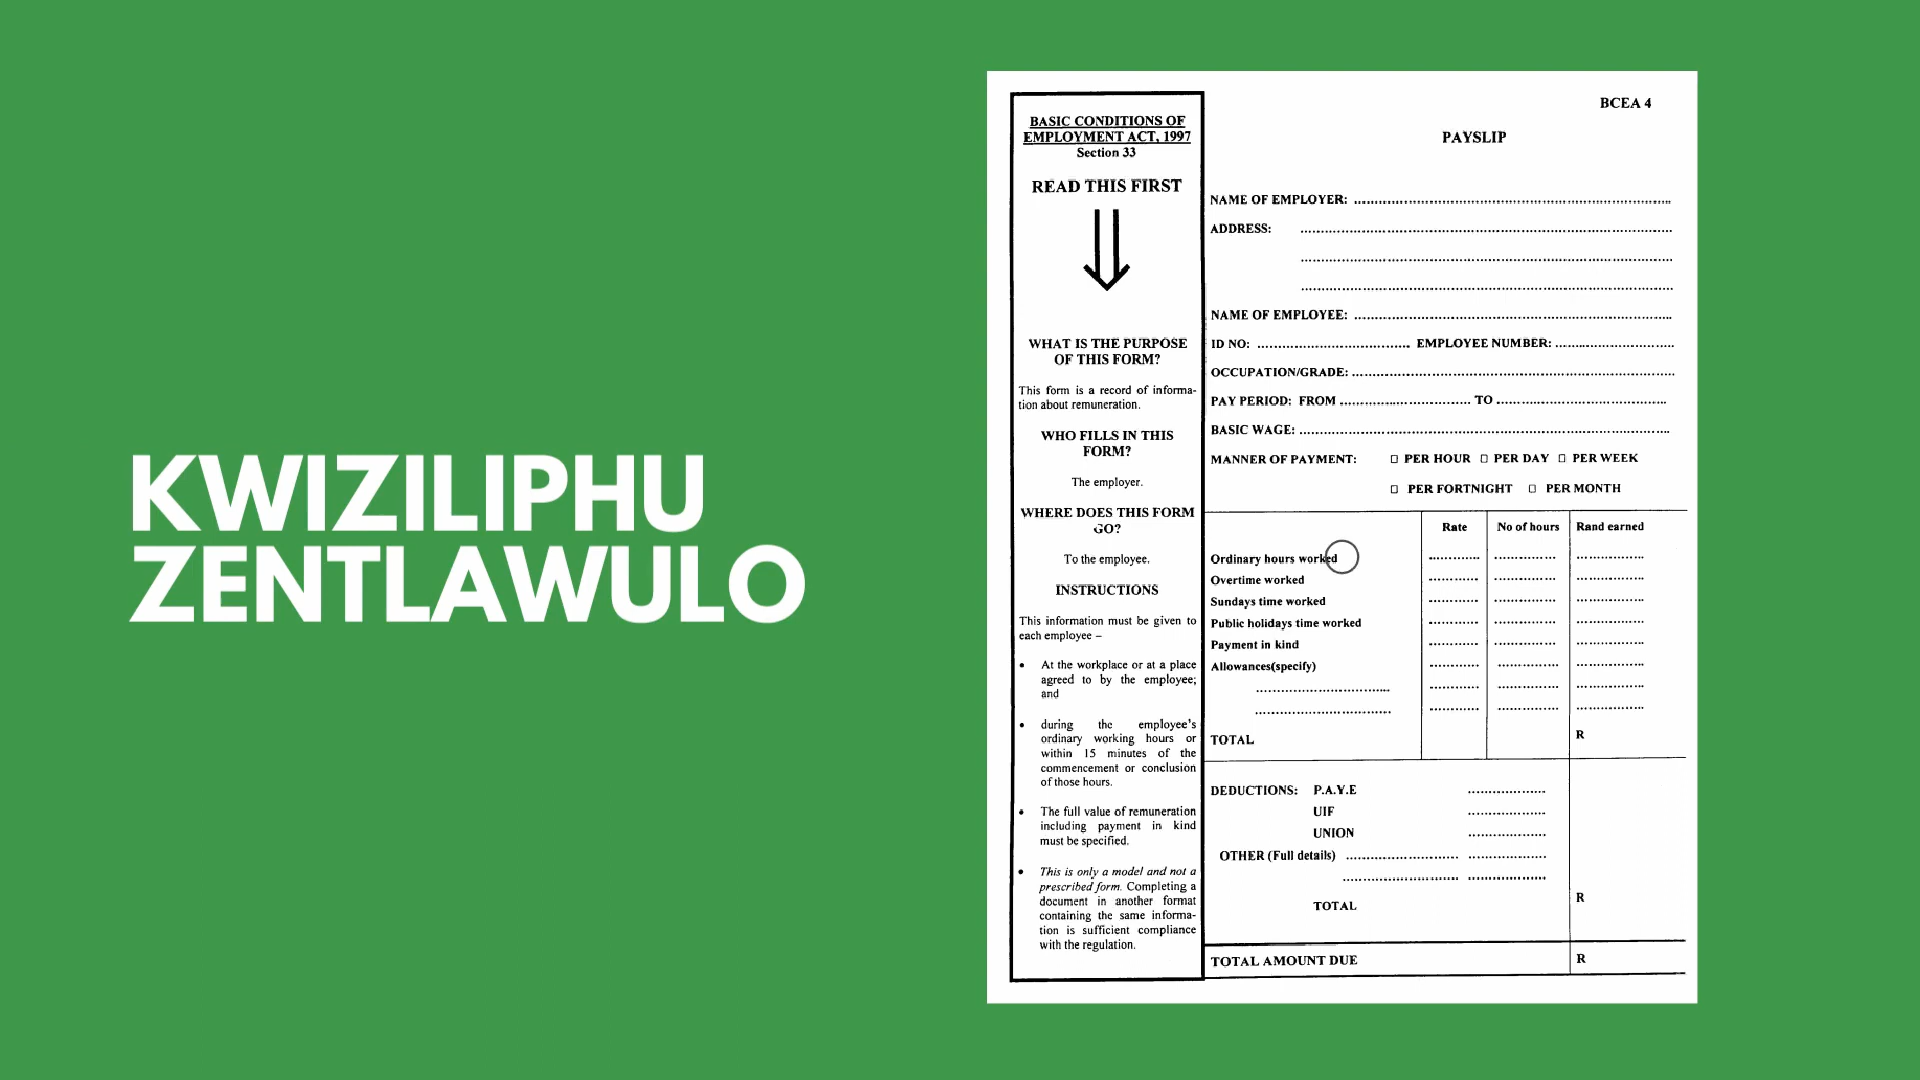 KWIZILIPHU
ZENTLAWULO
BASIC CONDITIONS OF
EMPLOYMENT ACT, 1997
Section 33
READ THIS FIRST
WHAT IS THE PURPOSE
OF THIS FORM?
This form is a record of informa-
tion about remuneration.
WHO FILLS IN THIS
FORM?
The employer.
WHERE DOES THIS FORM
GO?
To the employee.
INSTRUCTIONS
This information must be given to
each employee –
• At the workplace or at a place
agreed to by the employee;
and
• during the employee's
ordinary working hours or
within 15 minutes of the
commencement or conclusion
of those hours.
• The full value of remuneration
including payment in kind
must be specified.
• This is only a model and not a
prescribed form. Completing a
document in another format
containing the same informa-
tion is sufficient compliance
with the regulation.
BCEA 4
PAYSLIP
NAME OF EMPLOYER:
ADDRESS:
NAME OF EMPLOYEE:
ID NO: EMPLOYEE NUMBER:
OCCUPATION/GRADE:
PAY PERIOD: FROM TO
BASIC WAGE:
MANNER OF PAYMENT: PER HOUR PER DAY PER WEEK
PER FORTNIGHT PER MONTH
Rate No of hours Rand earned
Ordinary hours worked
Overtime worked
Sundays time worked
Public holidays time worked
Payment in kind
Allowances(specify)
TOTAL R
DEDUCTIONS: P.A.Y.E
UIF
UNION
OTHER (Full details)
TOTAL R
TOTAL AMOUNT DUE R